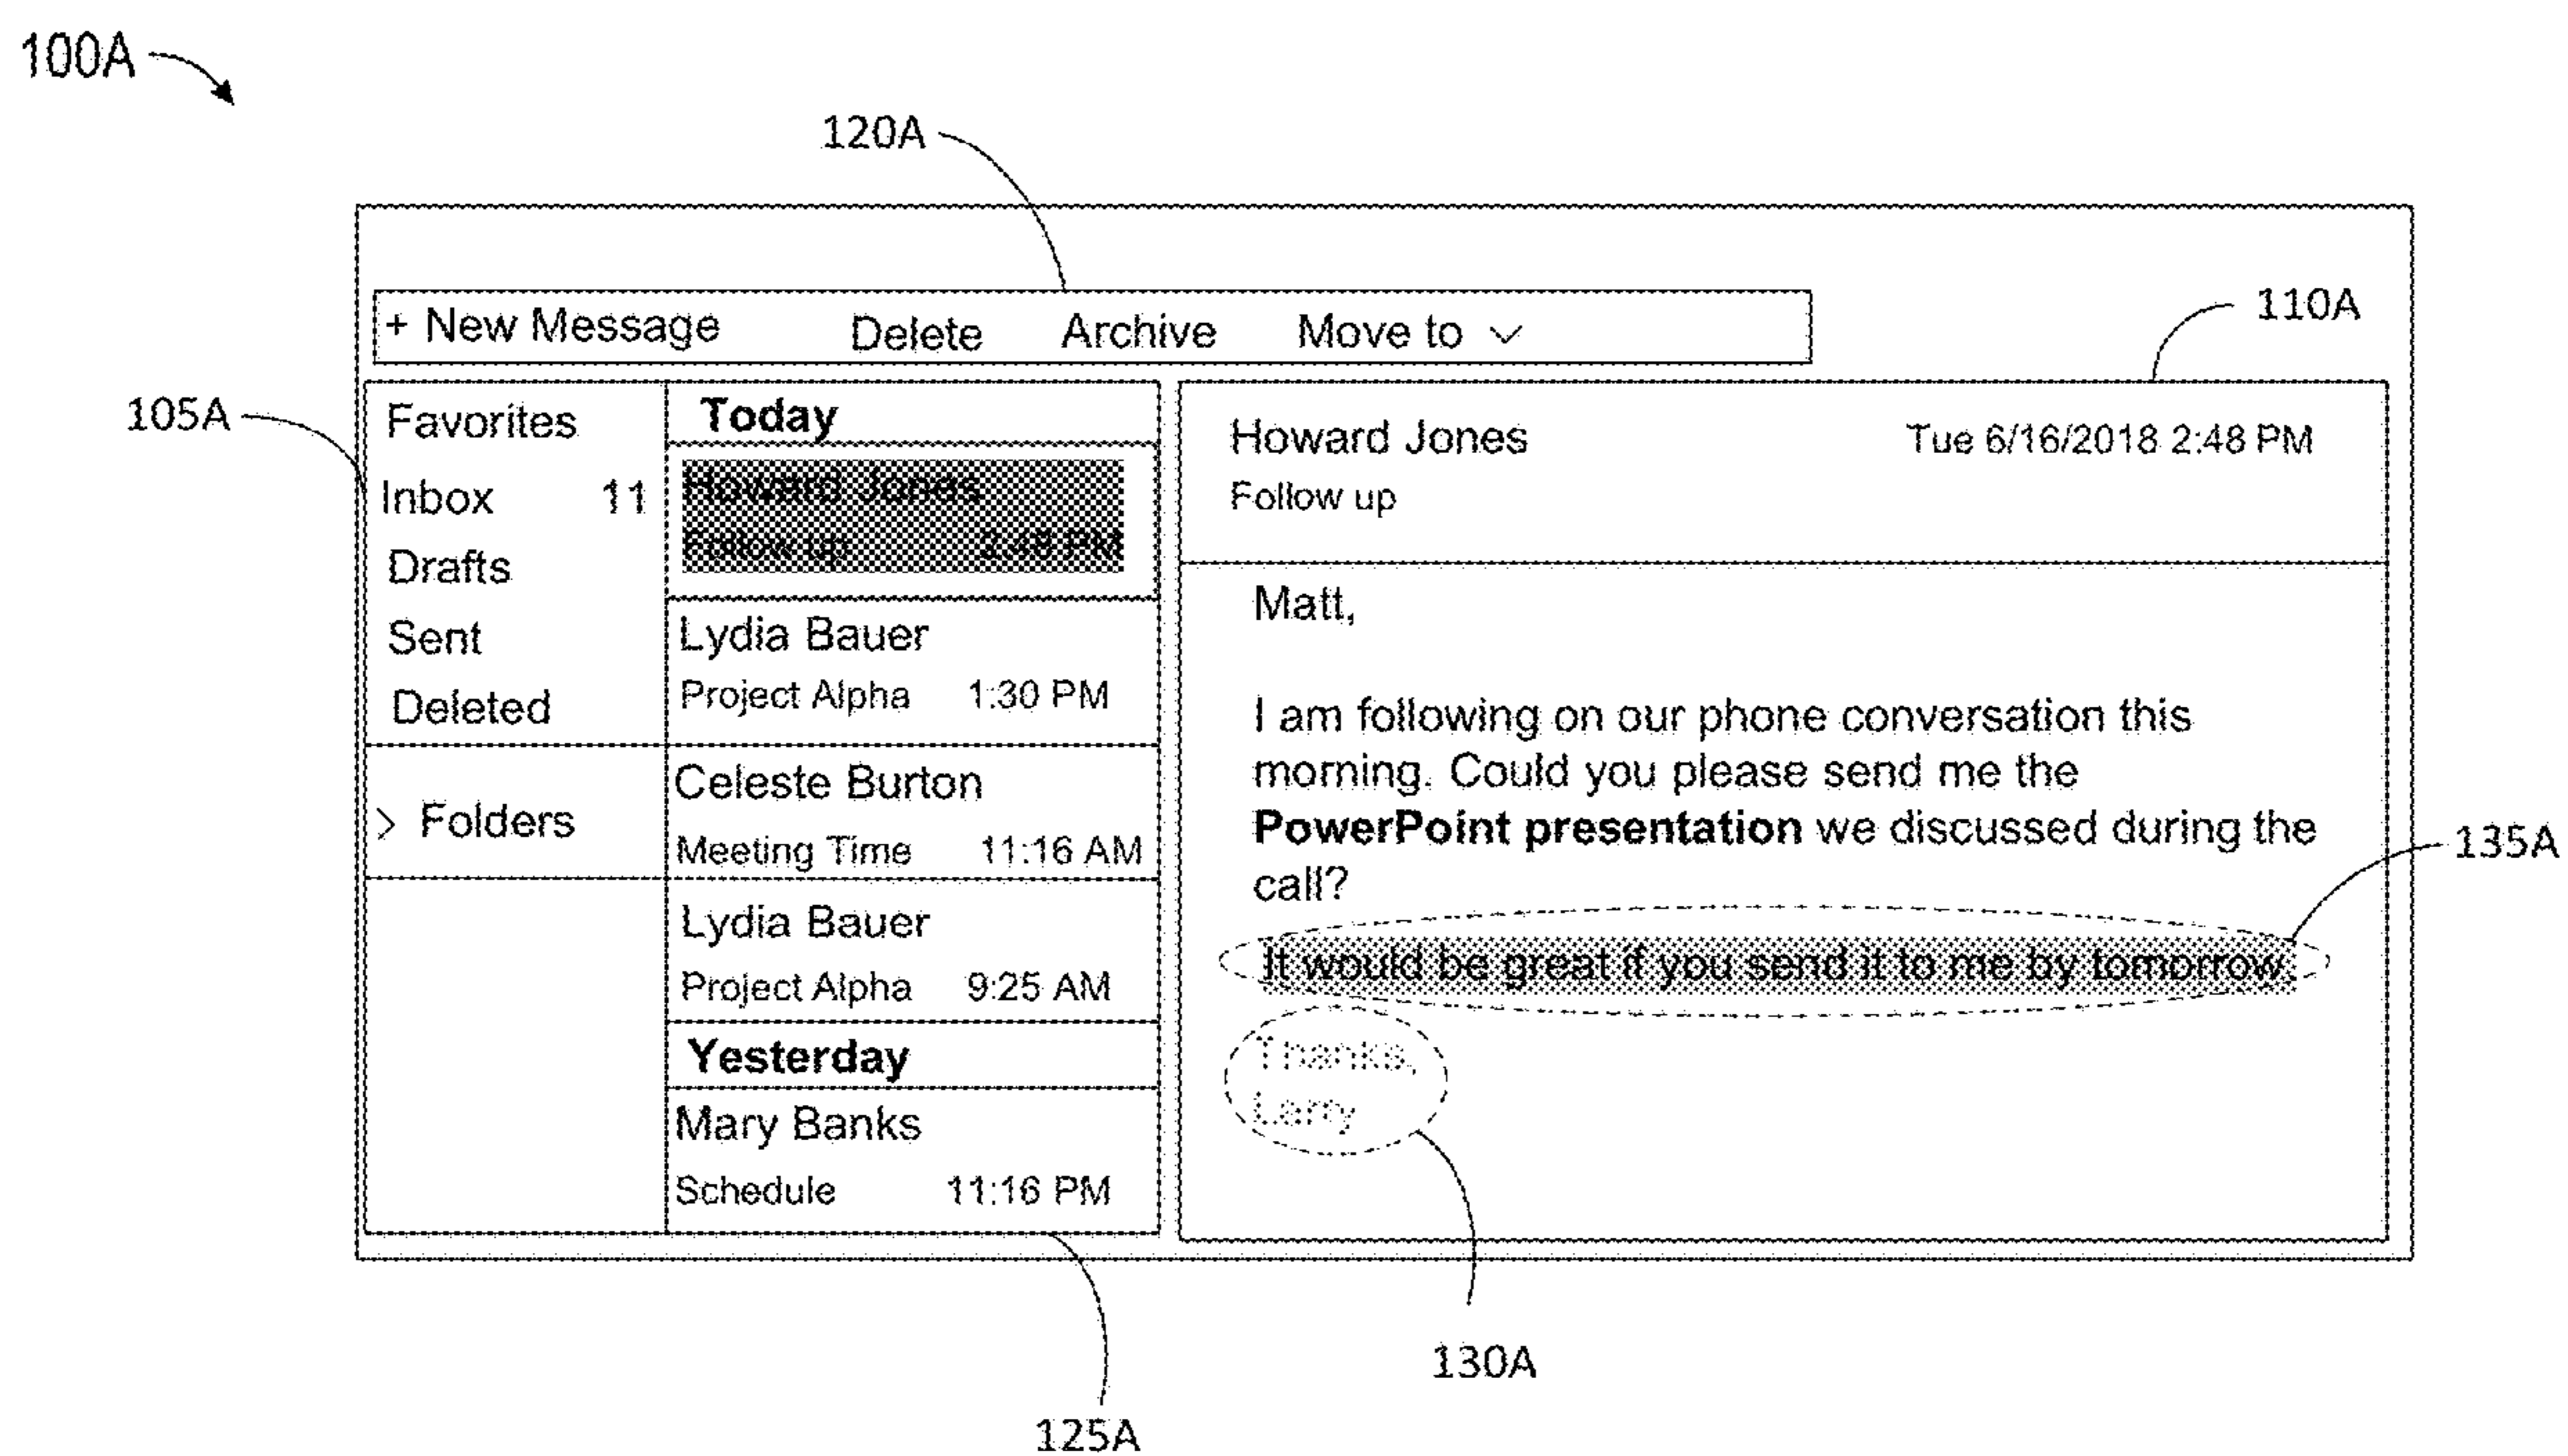 100A
120A
+ New Message Delete Archive Move to
110A
105A
Favorites
Inbox 11
Drafts
Sent
Deleted
> Folders
Today
Howard Jones
Follow up 2:48 PM
Lydia Bauer
Project Alpha 1:30 PM
Celeste Burton
Meeting Time 11:16 AM
Lydia Bauer
Project Alpha 9:25 AM
Yesterday
Mary Banks
Schedule 11:16 PM
Howard Jones Tue 6/16/2018 2:48 PM
Follow up
Matt,
I am following on our phone conversation this
morning. Could you please send me the
PowerPoint presentation we discussed during the
call?
135A
It would be great if you send it to me by tomorrow.
Thanks,
Larry
130A
125A